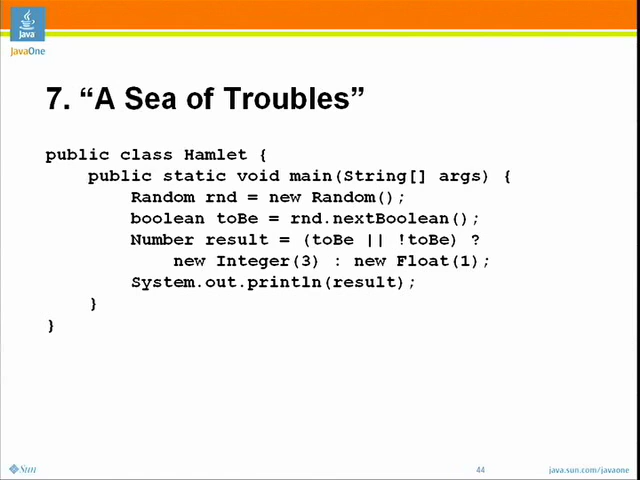 Java
JavaOne
7. “A Sea of Troubles”
public class Hamlet {
    public static void main(String[] args) {
        Random rnd = new Random();
        boolean toBe = rnd.nextBoolean();
        Number result = (toBe || !toBe) ?
            new Integer(3) : new Float(1);
        System.out.println(result);
    }
}
Sun
44
java.sun.com/javaone